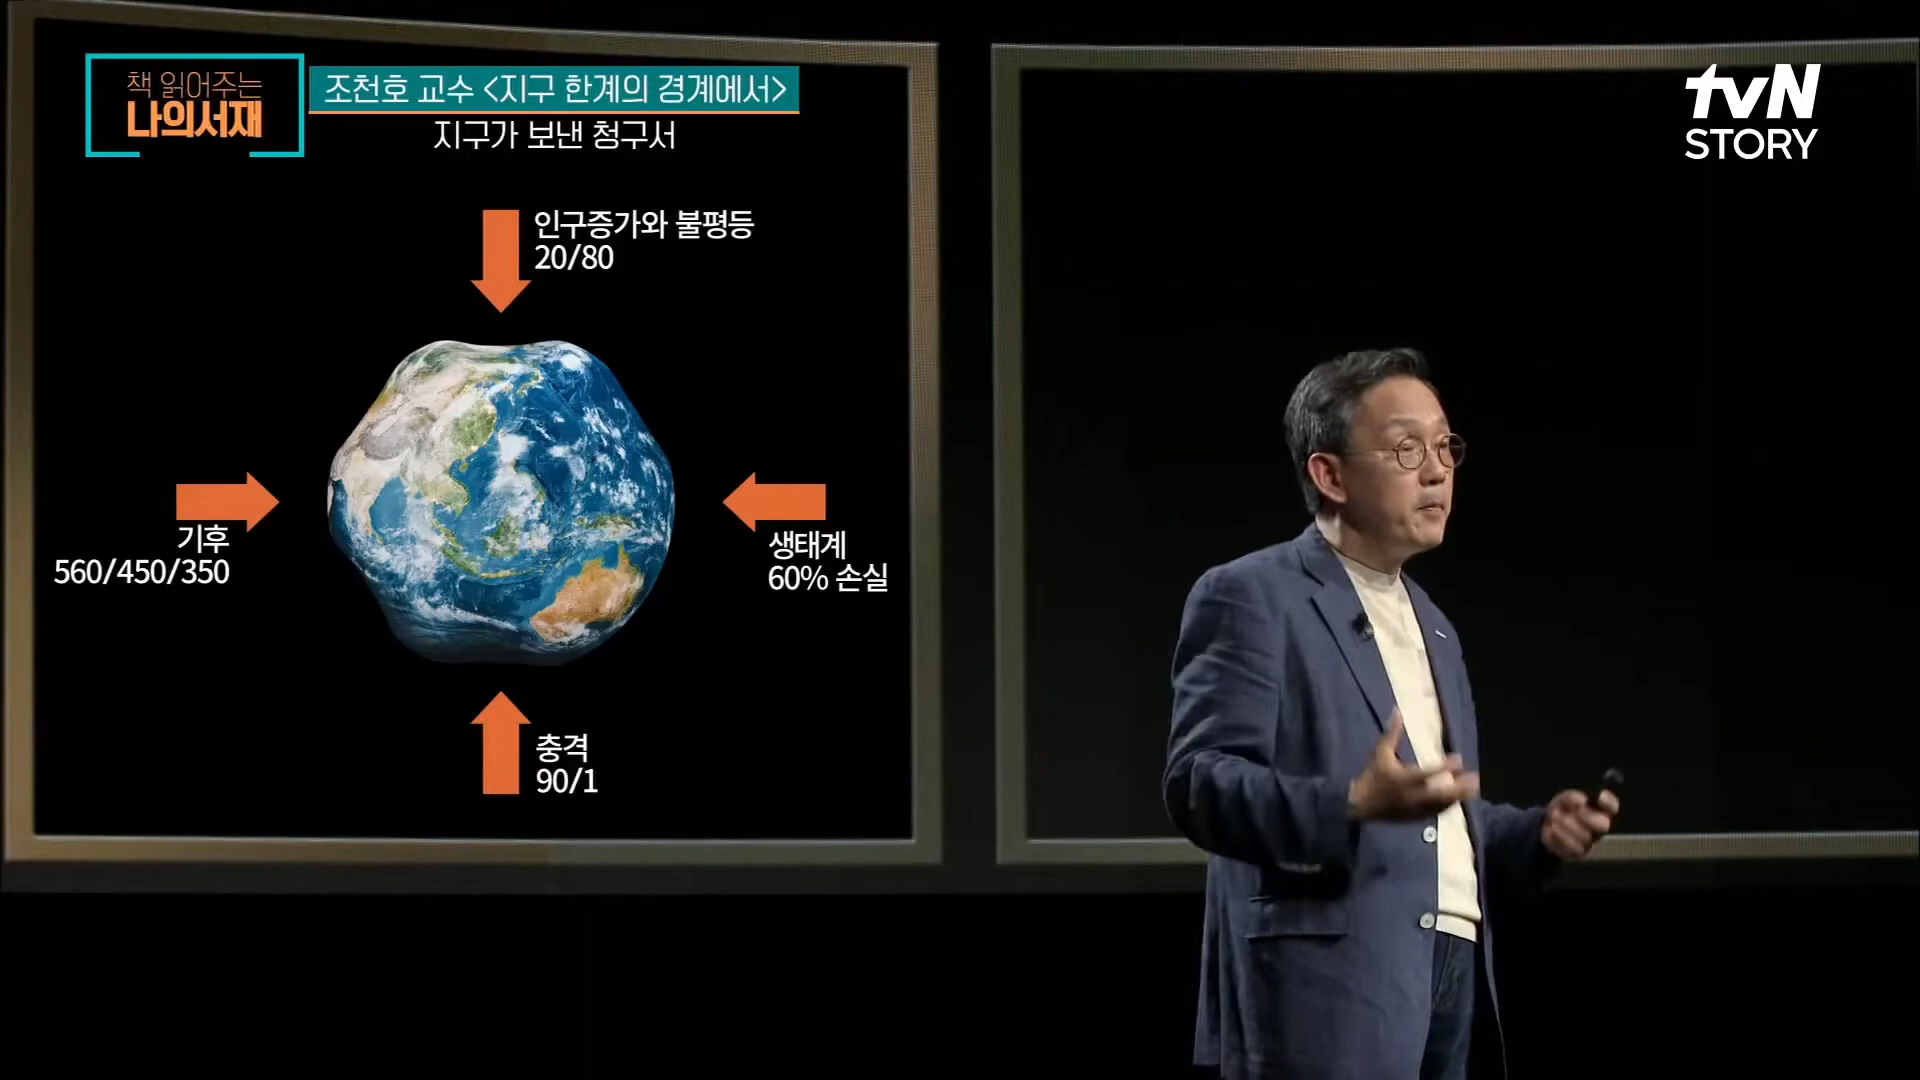 책 읽어주는
나의서재
조천호 교수 <지구 한계의 경계에서>
지구가 보낸 청구서
tvN
STORY
인구증가와 불평등
20/80
기후
560/450/350
생태계
60% 손실
충격
90/1